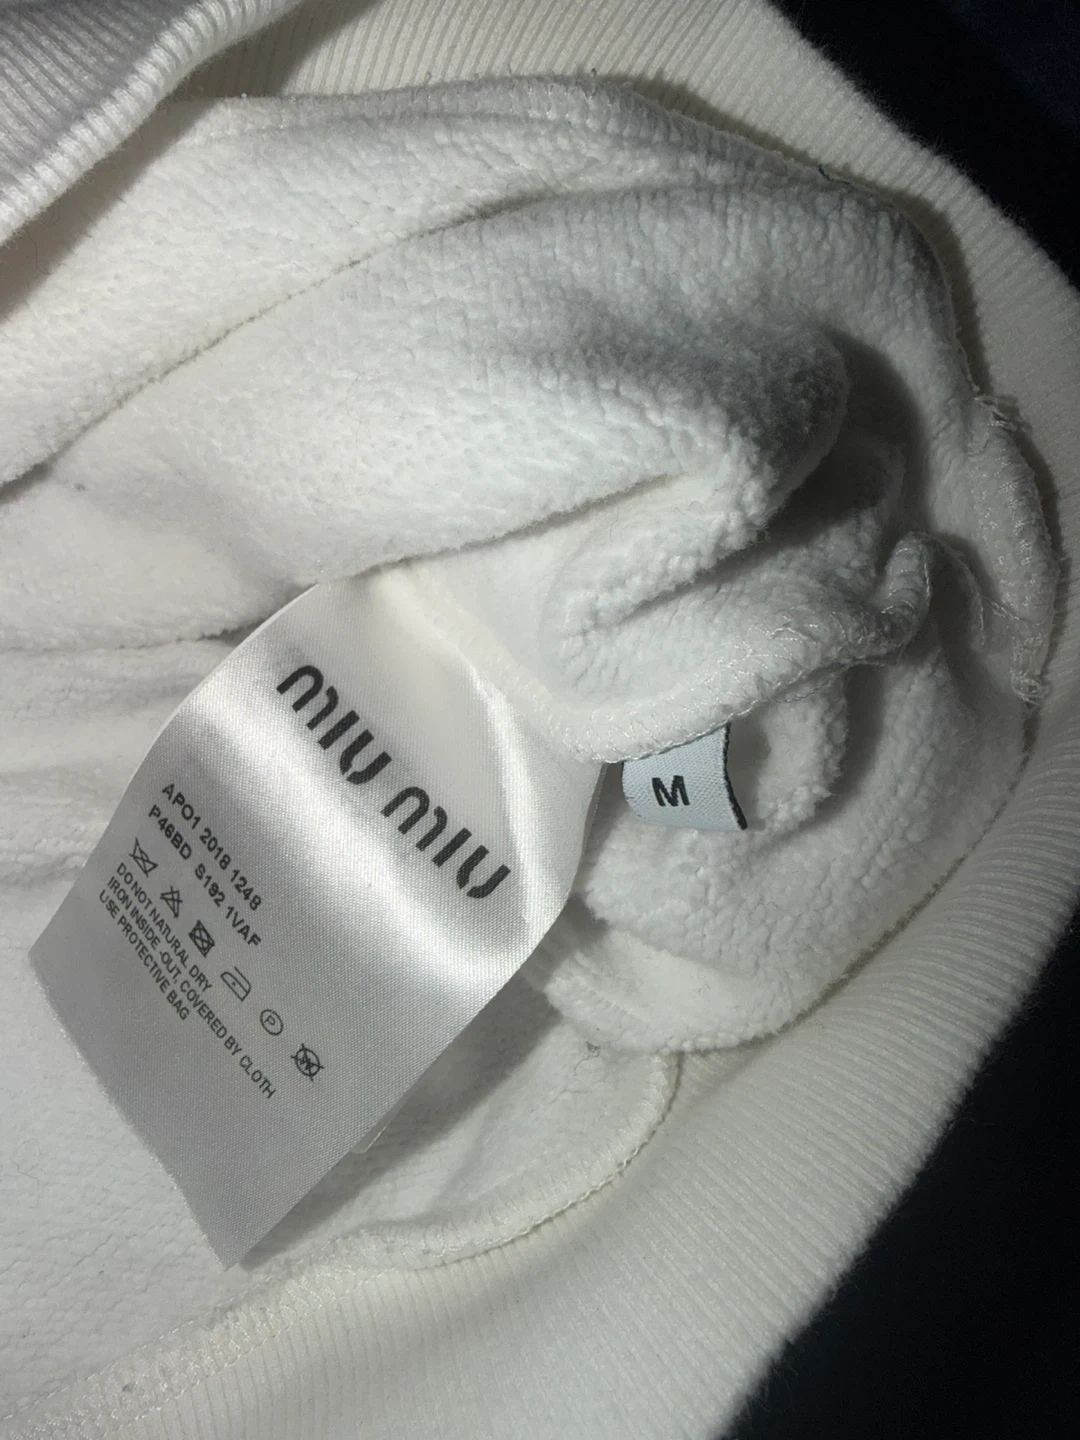 MIU MIU
APO1 2018 1248
P46BD S192 1VAF
DO NOT NATURAL DRY
IRON INSIDE -OUT, COVERED BY CLOTH
USE PROTECTIVE BAG
P
W
M